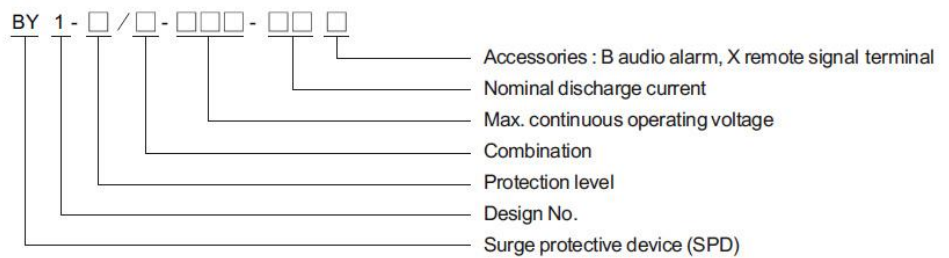 BY 1-□/□-□□□-□□ □
Accessories : B audio alarm, X remote signal terminal
Nominal discharge current
Max. continuous operating voltage
Combination
Protection level
Design No.
Surge protective device (SPD)